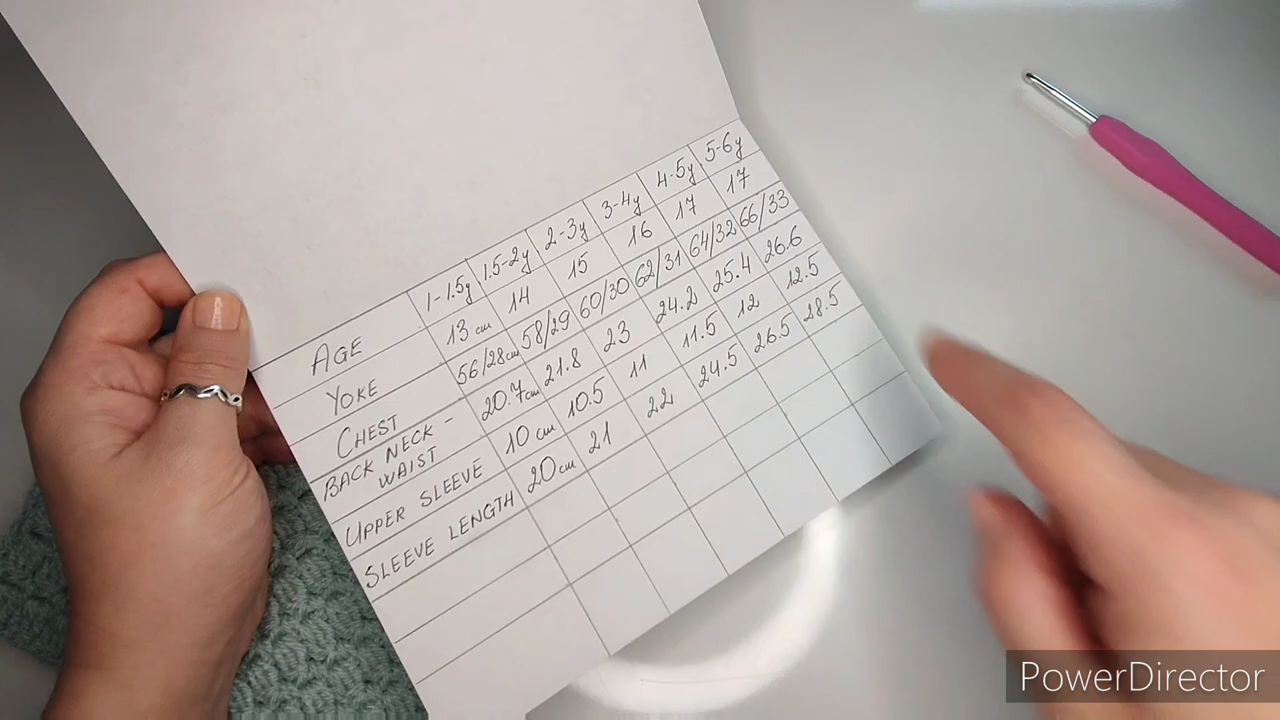 AGE 1-1.5y 1.5-2y 2-3y 3-4y 4-5y 5-6y
YOKE 13 cm 14 15 16 17 17
CHEST 56/28cm 58/29 60/30 62/31 64/32 66/33
BACK NECK - 20.7cm 21.8 23 24.2 25.4 26.6
WAIST
UPPER SLEEVE 10 cm 10.5 11 11.5 12 12.5
SLEEVE LENGTH 20cm 21 22 24.5 26.5 28.5
PowerDirector